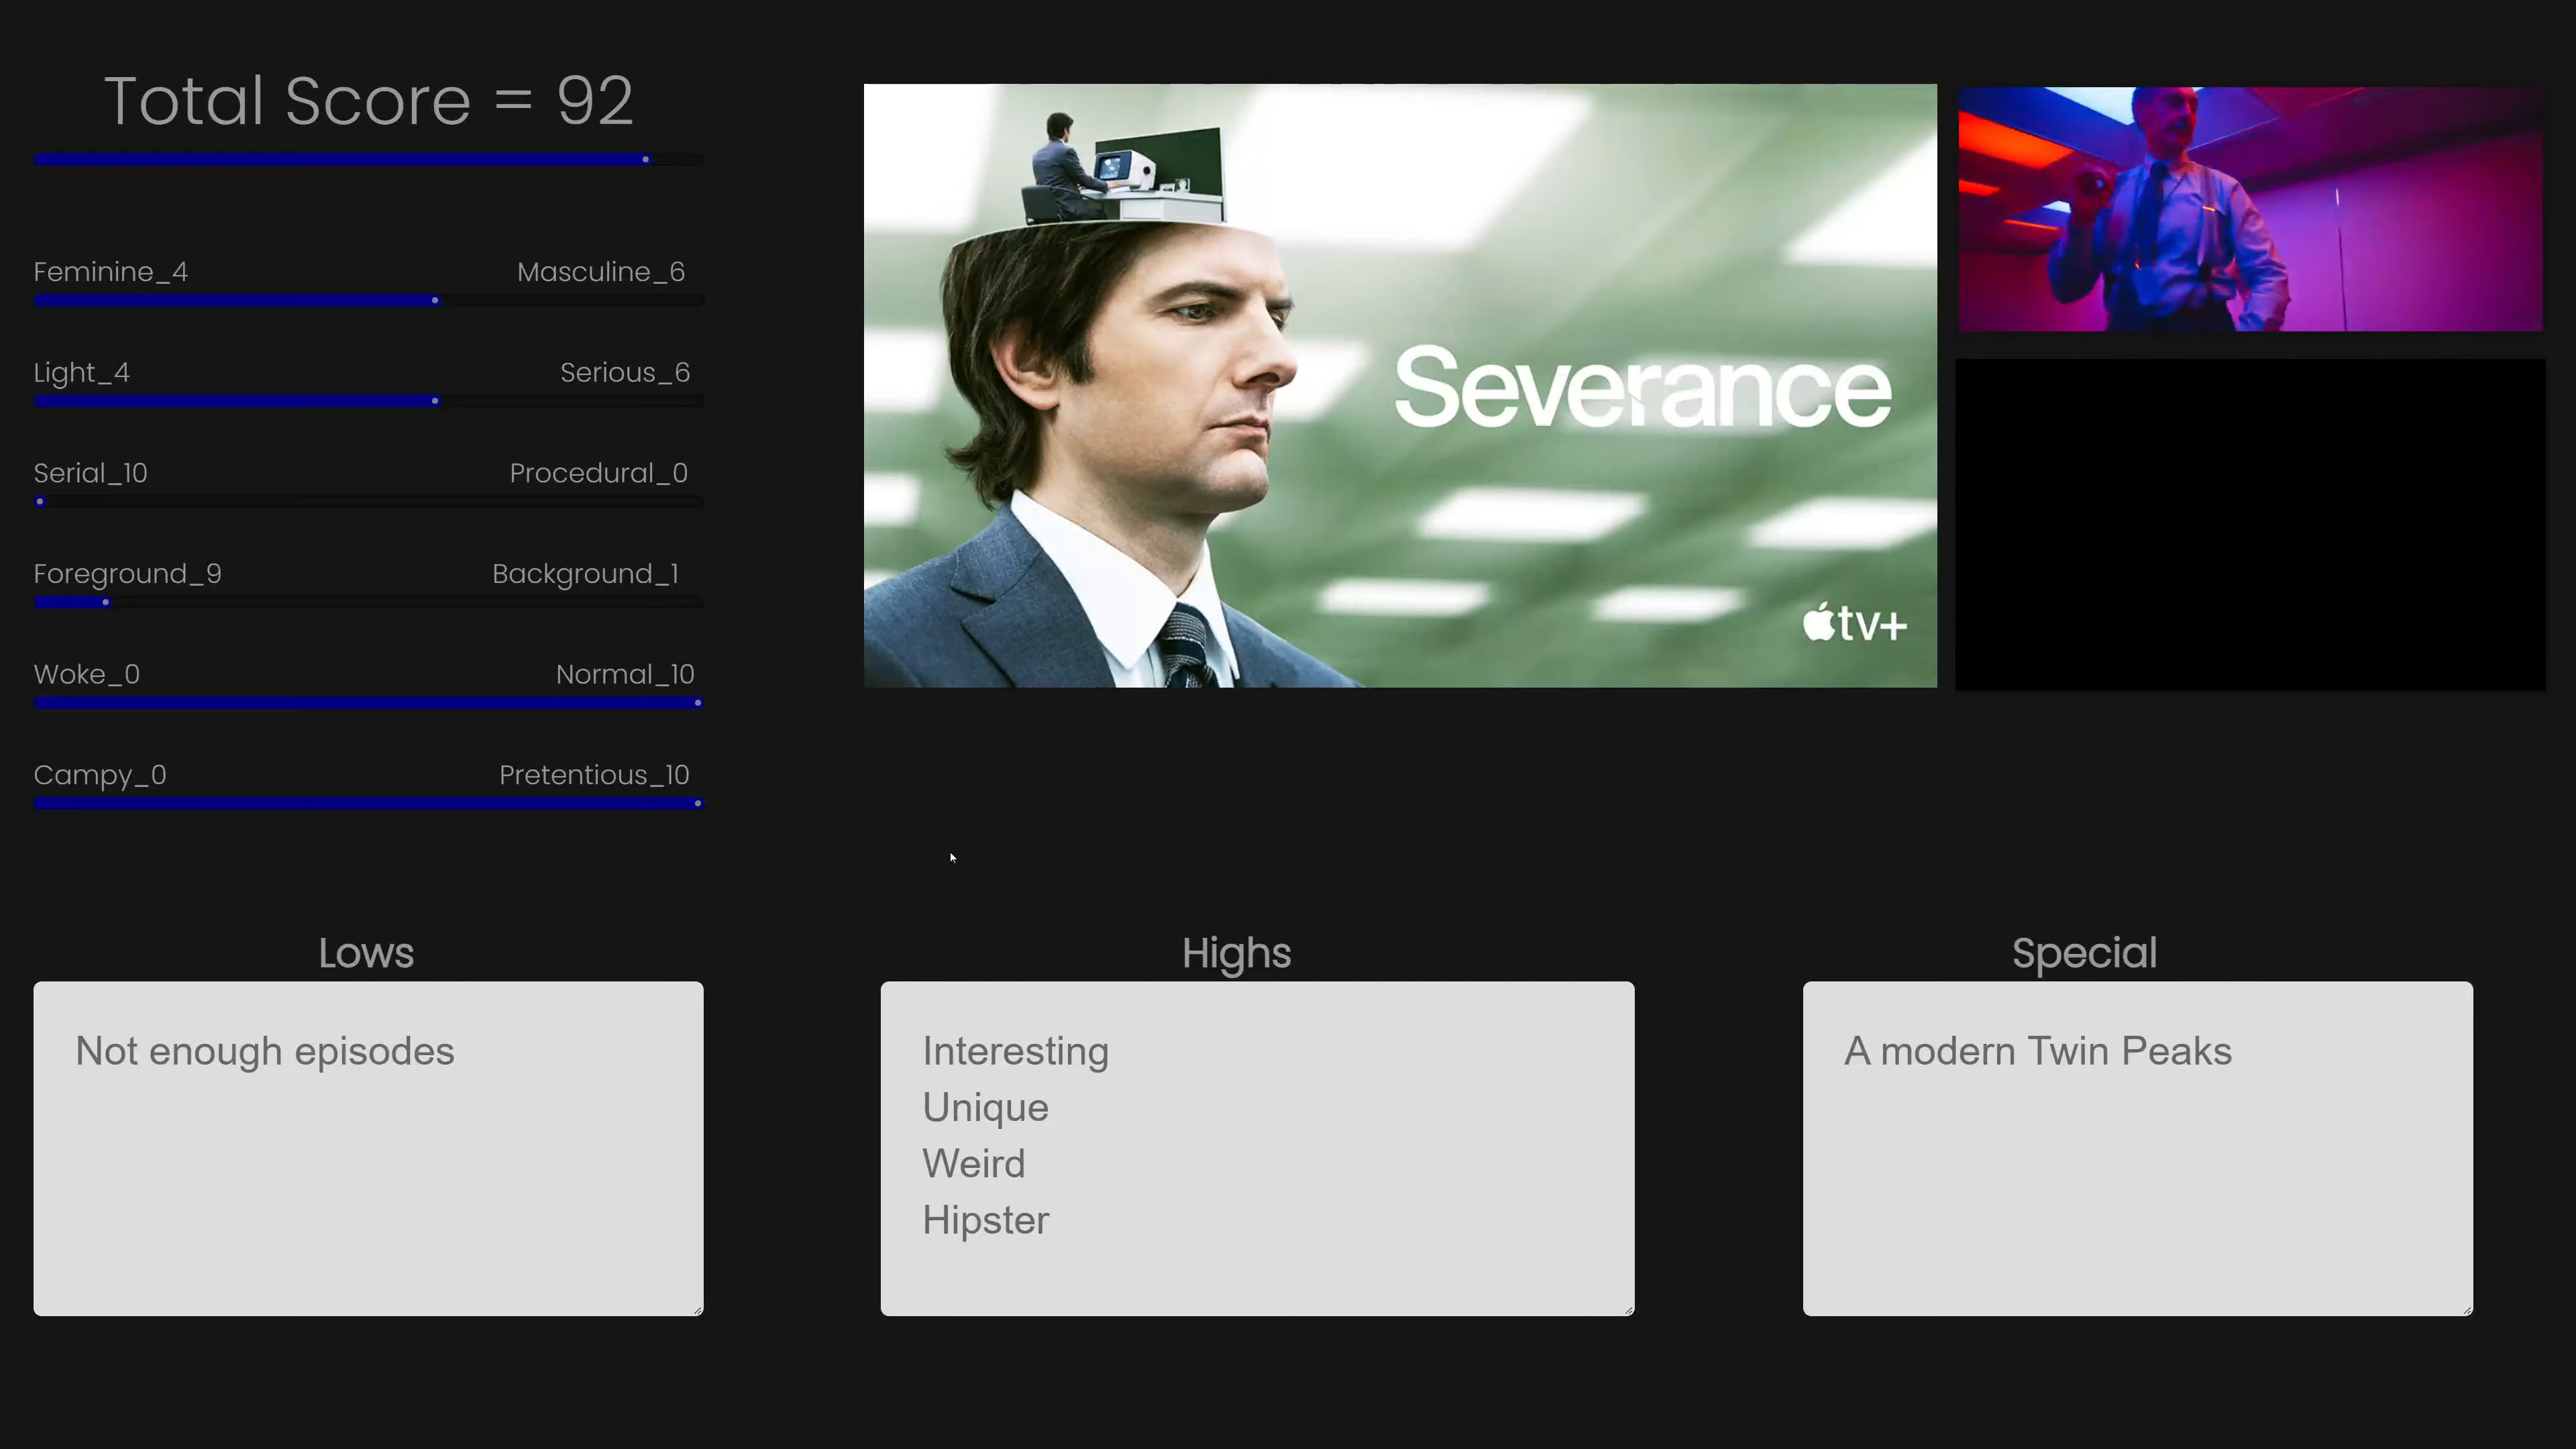 Total Score = 92
Feminine_4 Masculine_6
Light_4 Serious_6
Serial_10 Procedural_0
Foreground_9 Background_1
Woke_0 Normal_10
Campy_0 Pretentious_10
Severance
tv+
Lows
Not enough episodes
Highs
Interesting
Unique
Weird
Hipster
Special
A modern Twin Peaks